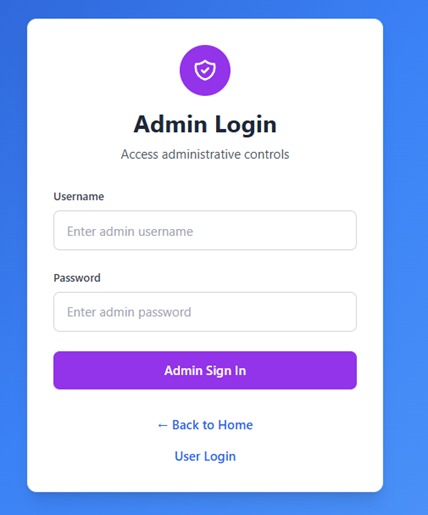 Admin Login
Access administrative controls
Username
Enter admin username
Password
Enter admin password
Admin Sign In
← Back to Home
User Login